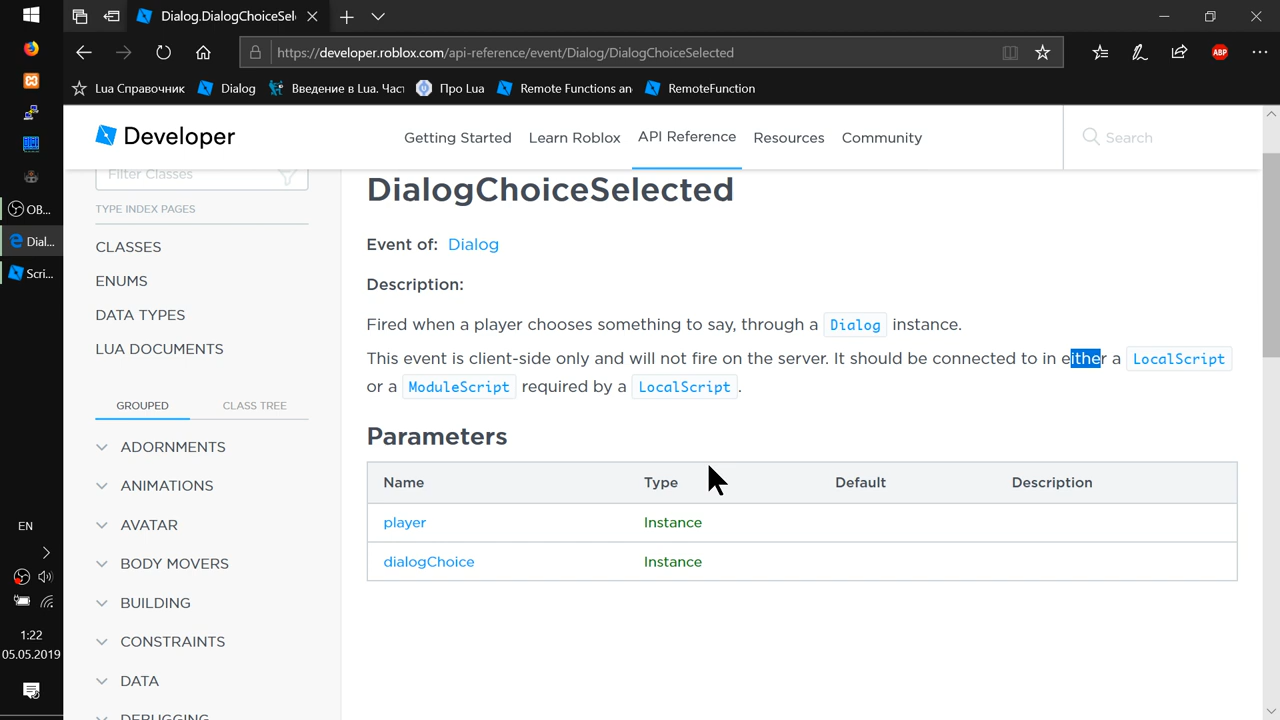 Dialog.DialogChoiceSel
https://developer.roblox.com/api-reference/event/Dialog/DialogChoiceSelected
ABP
Lua Справочник
Dialog
Введение в Lua. Част
Про Lua
Remote Functions an
RemoteFunction
Developer
Getting Started
Learn Roblox
API Reference
Resources
Community
Search
OB...
Dial...
Scri...
EN
1:22
05.05.2019
Filter Classes
TYPE INDEX PAGES
CLASSES
ENUMS
DATA TYPES
LUA DOCUMENTS
GROUPED
CLASS TREE
ADORNMENTS
ANIMATIONS
AVATAR
BODY MOVERS
BUILDING
CONSTRAINTS
DATA
DEBUGGING
DialogChoiceSelected
Event of: Dialog
Description:
Fired when a player chooses something to say, through a Dialog instance.
This event is client-side only and will not fire on the server. It should be connected to in either a LocalScript
or a ModuleScript required by a LocalScript.
Parameters
Name Type Default Description
player Instance
dialogChoice Instance